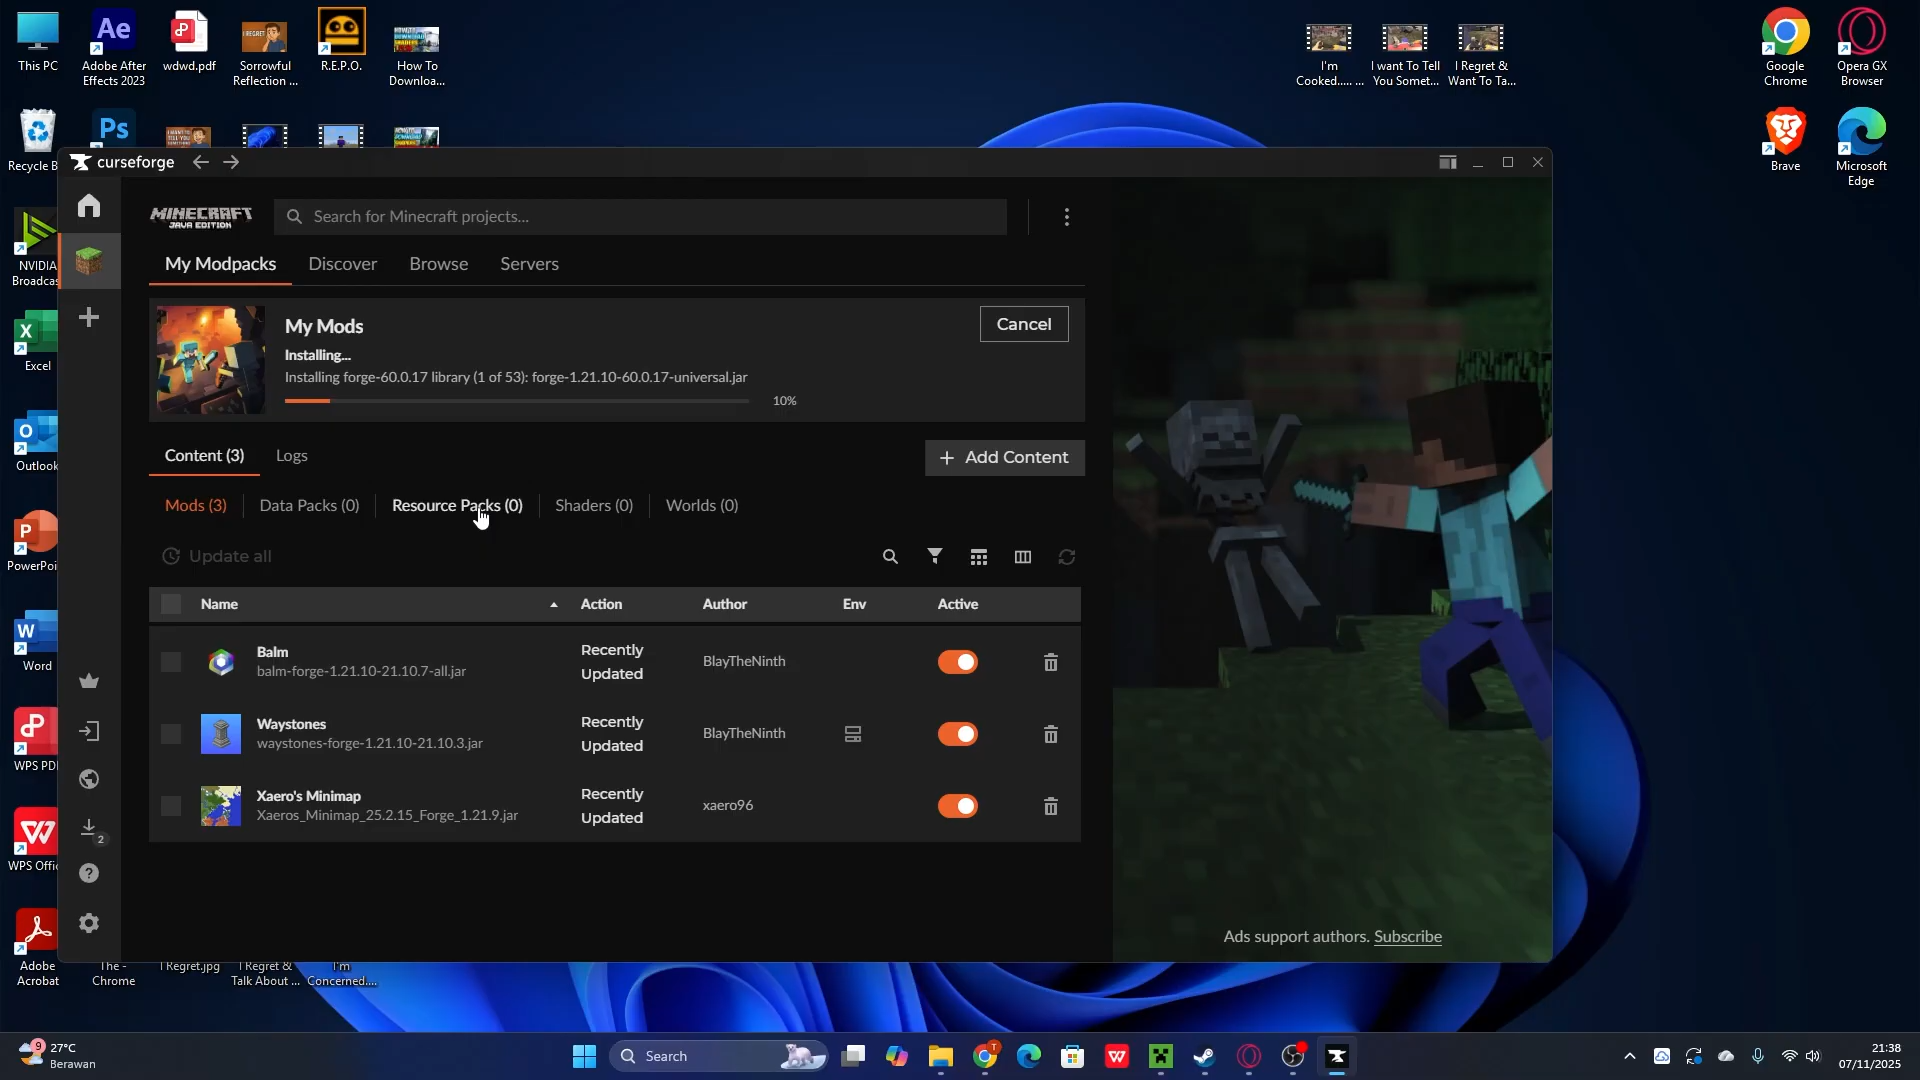 This PC
Adobe After
Effects 2023
wdwd.pdf
Sorrowful
Reflection ...
R.E.P.O.
How To
Downloa...
I'm
Cooked..... ...
I want To Tell
You Somet...
I Regret &
Want To Ta...
Google
Chrome
Opera GX
Browser
Recycle B
Brave
Microsoft
Edge
curseforge
MINECRAFT
JAVA EDITION
Search for Minecraft projects...
My Modpacks
Discover
Browse
Servers
NVIDIA
Broadcas
My Mods
Cancel
Installing...
Installing forge-60.0.17 library (1 of 53): forge-1.21.10-60.0.17-universal.jar
10%
Excel
Content (3)
Logs
+ Add Content
Outlook
Mods (3)
Data Packs (0)
Resource Packs (0)
Shaders (0)
Worlds (0)
Update all
PowerPoi
Name
Action
Author
Env
Active
Balm
balm-forge-1.21.10-21.10.7-all.jar
Recently
Updated
BlayTheNinth
Word
Waystones
waystones-forge-1.21.10-21.10.3.jar
Recently
Updated
BlayTheNinth
WPS PDI
Xaero's Minimap
Xaeros_Minimap_25.2.15_Forge_1.21.9.jar
Recently
Updated
xaero96
2
WPS Offic
Ads support authors. Subscribe
Adobe
Acrobat
The -
Chrome
I Regret.jpg
I Regret &
Talk About ...
I'm
Concerned....
9
27°C
Berawan
Search
21:38
07/11/2025